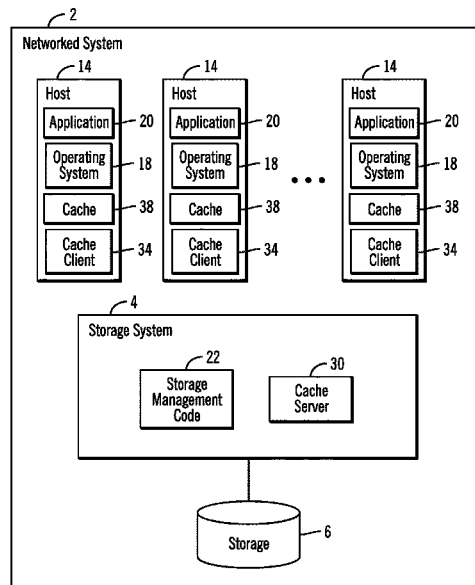 2
Networked System
14
14
14
Host
Host
Host
Application
20
Application
20
Application
20
Operating
System
18
Operating
System
18
Operating
System
18
Cache
38
Cache
38
Cache
38
Cache
Client
34
Cache
Client
34
Cache
Client
34
4
Storage System
22
Storage
Management
Code
30
Cache
Server
Storage
6